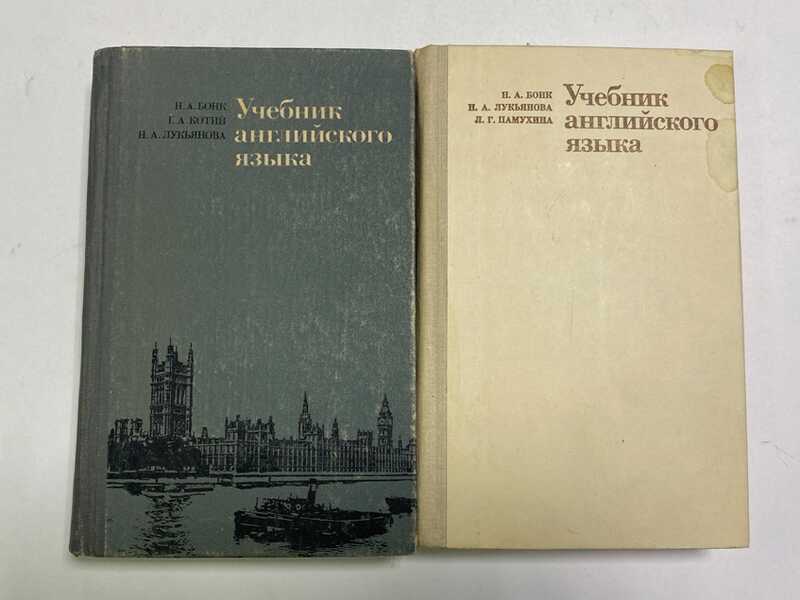 Н. А. БОНК
Г. А. КОТИЙ
Н. А. ЛУКЬЯНОВА
Учебник
английского
языка
Н. А. БОНК
Н. А. ЛУКЬЯНОВА
Л. Г. ПАМУХИНА
Учебник
английского
языка